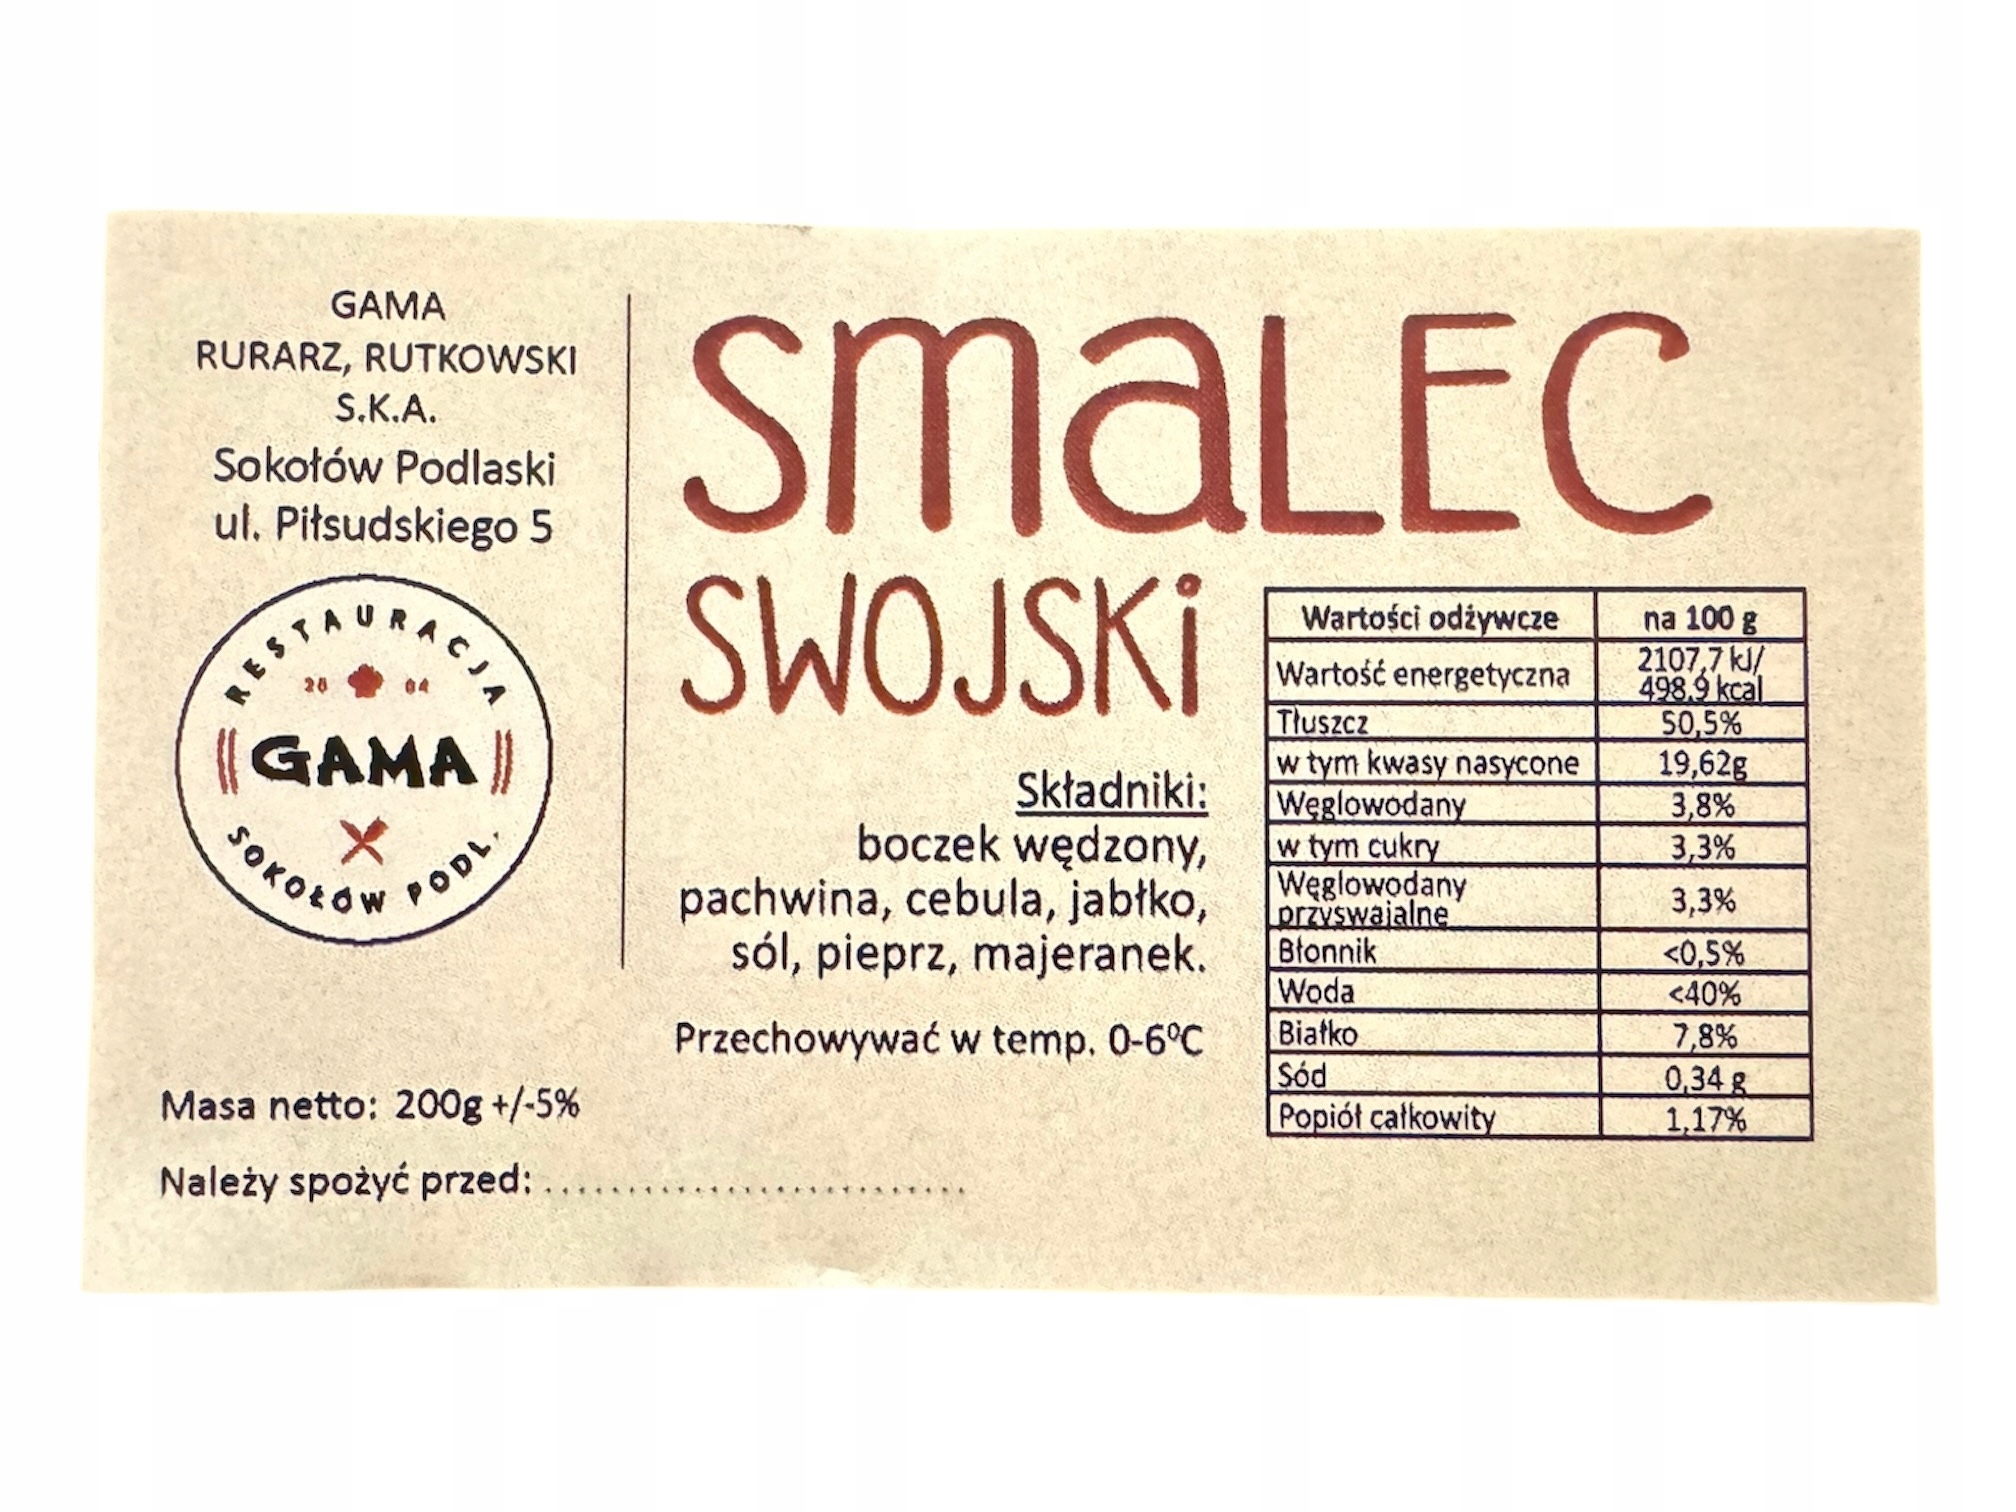 GAMA
RURARZ, RUTKOWSKI
S.K.A.
Sokołów Podlaski
ul. Piłsudskiego 5
RESTAURACJA
20 04
GAMA
SOKOŁÓW PODL.
Masa netto: 200g +/-5%
Należy spożyć przed: ..........................
SMALEC
SWOJSKI
Składniki:
boczek wędzony,
pachwina, cebula, jabłko,
sól, pieprz, majeranek.
Przechowywać w temp. 0-6⁰C
Wartości odżywcze na 100 g
Wartość energetyczna 2107,7 kJ/
498,9 kcal
Tłuszcz 50,5%
w tym kwasy nasycone 19,62g
Węglowodany 3,8%
w tym cukry 3,3%
Węglowodany
przyswajalne 3,3%
Błonnik <0,5%
Woda <40%
Białko 7,8%
Sód 0,34 g
Popiół całkowity 1,17%